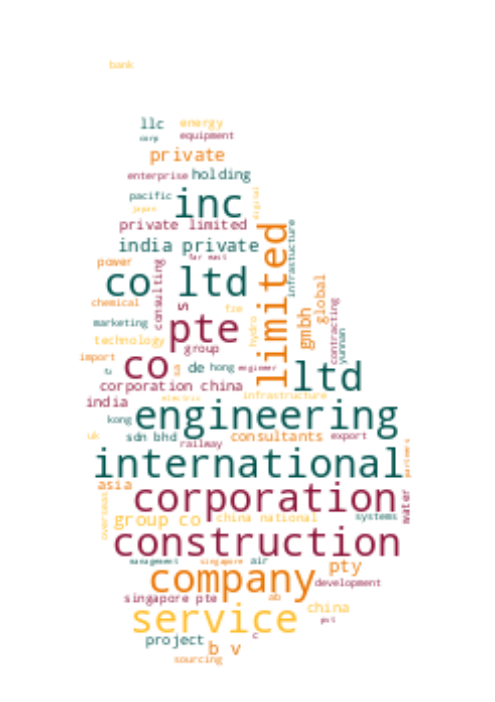 bank
llc energy
corp equipment
private
enterprise holding
pacific inc
japan digital
private limited
india private
far east
power
co ltd
consulting
limited
infrastucture
chemical
s
global
marketing
pte
fze
hydro
gmbh
contracting
yunnan
technology
group
import
co
sa
de hong engineer
ltd
corporation china
india
electric
infrastructure
kong
engineering
uk
sdn bhd
railway
consultants
export
international
partners
asia
corporation
overseas
water
group co
china national
systems
construction
management singapore air
company
pty
development
singapore pte
ab
china
service
pvt
project
c
b v
sourcing